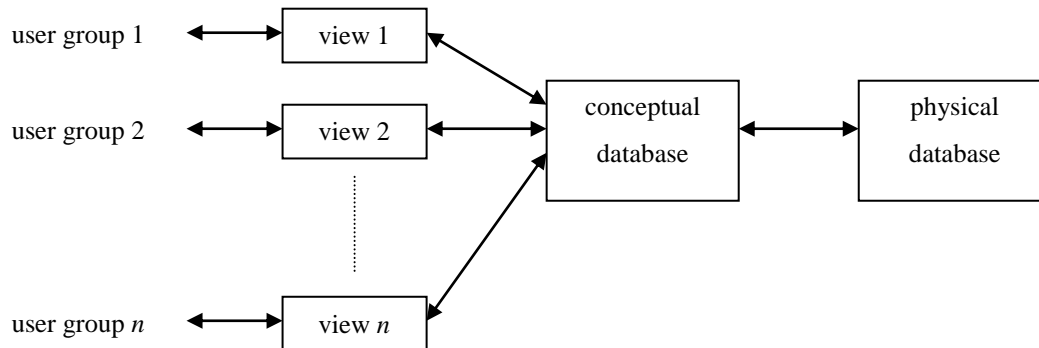 user group 1
view 1
user group 2
view 2
conceptual
database
physical
database
user group n
view n